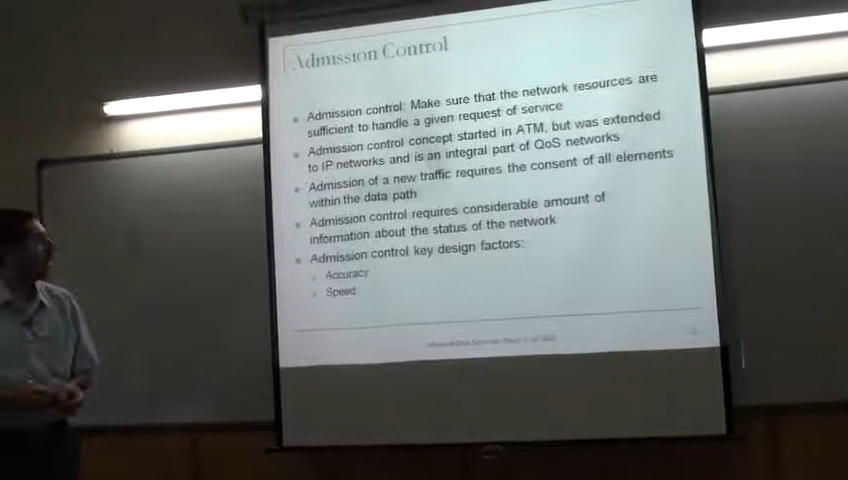 Admission Control
Admission control: Make sure that the network resources are
sufficient to handle a given request of service
Admission control concept started in ATM, but was extended
to IP networks and is an integral part of QoS networks
Admission of a new traffic requires the consent of all elements
within the data path
Admission control requires considerable amount of
information about the status of the network
Admission control key design factors:
Accuracy
Speed